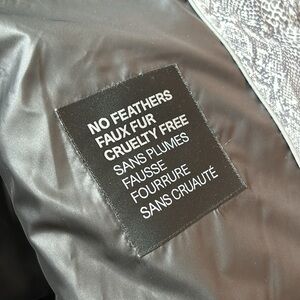 NO FEATHERS
FAUX FUR
CRUELTY FREE
SANS PLUMES
FAUSSE
FOURRURE
SANS CRUAUTÉ